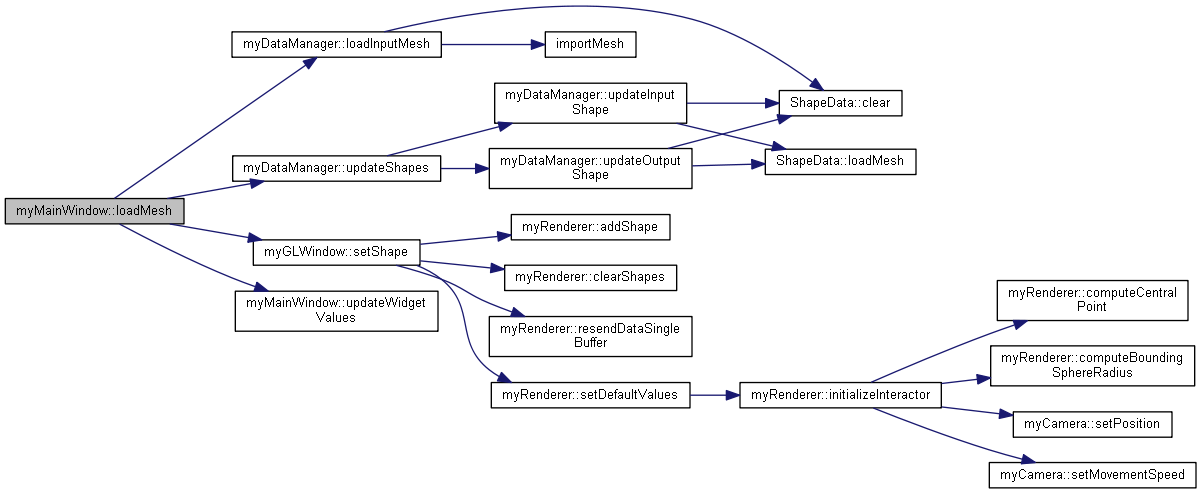 myMainWindow::loadMesh
myDataManager::loadInputMesh
importMesh
myDataManager::updateShapes
myDataManager::updateInput
Shape
myDataManager::updateOutput
Shape
ShapeData::clear
ShapeData::loadMesh
myGLWindow::setShape
myRenderer::addShape
myRenderer::clearShapes
myRenderer::resendDataSingle
Buffer
myRenderer::setDefaultValues
myRenderer::initializeInteractor
myRenderer::computeCentral
Point
myRenderer::computeBounding
SphereRadius
myCamera::setPosition
myCamera::setMovementSpeed
myMainWindow::updateWidget
Values